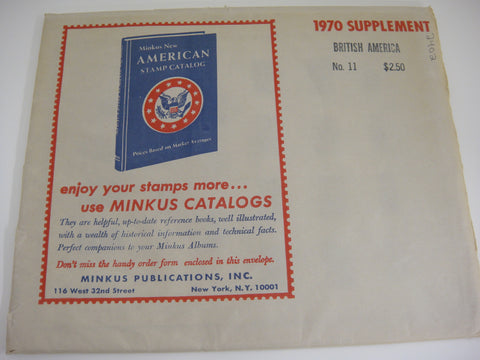 1970 SUPPLEMENT
BRITISH AMERICA
No. 11 $2.50
Minkus New
AMERICAN
STAMP CATALOG
Prices Based on Market Averages
enjoy your stamps more...
use MINKUS CATALOGS
They are helpful, up-to-date reference books, well illustrated,
with a wealth of historical information and technical facts.
Perfect companions to your Minkus Albums.
Don't miss the handy order form enclosed in this envelope.
MINKUS PUBLICATIONS, INC.
116 West 32nd Street New York, N.Y. 10001